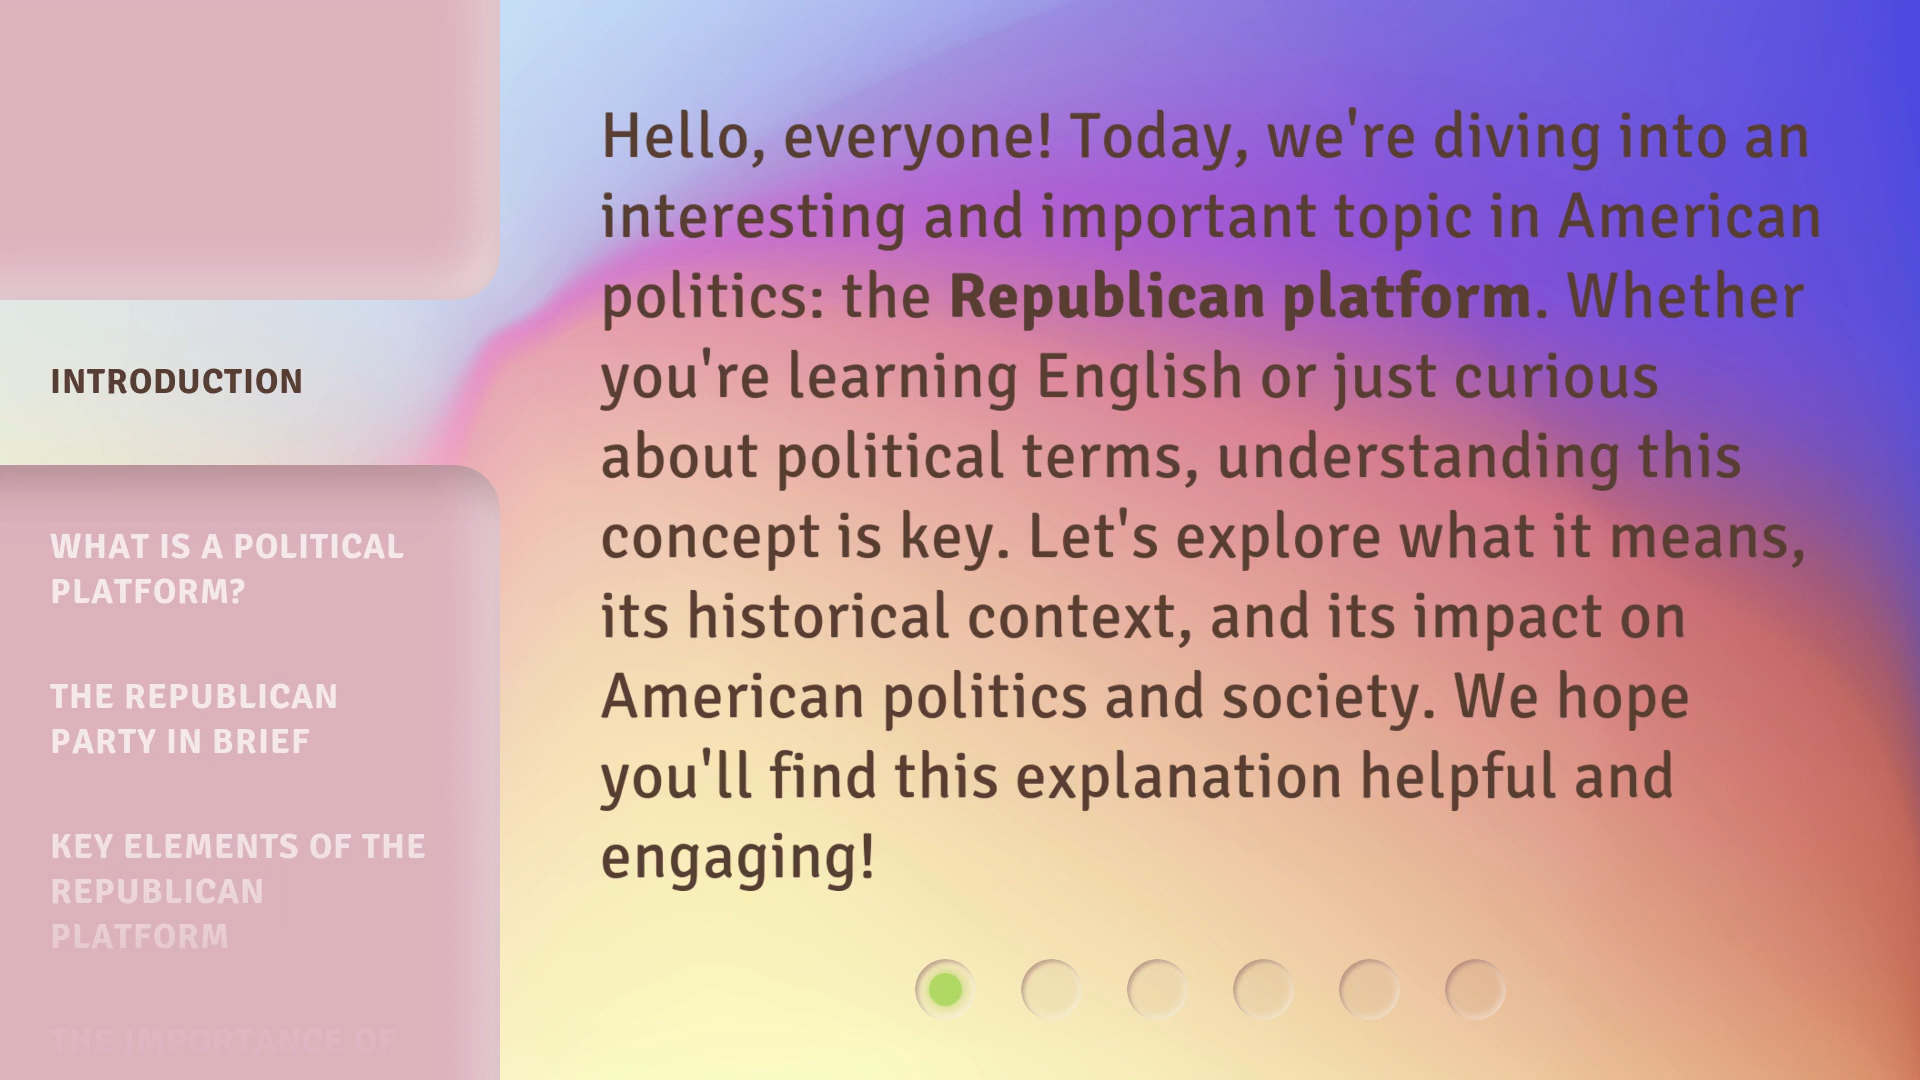 INTRODUCTION
WHAT IS A POLITICAL
PLATFORM?
THE REPUBLICAN
PARTY IN BRIEF
KEY ELEMENTS OF THE
REPUBLICAN
PLATFORM
THE IMPORTANCE OF
Hello, everyone! Today, we're diving into an
interesting and important topic in American
politics: the Republican platform. Whether
you're learning English or just curious
about political terms, understanding this
concept is key. Let's explore what it means,
its historical context, and its impact on
American politics and society. We hope
you'll find this explanation helpful and
engaging!